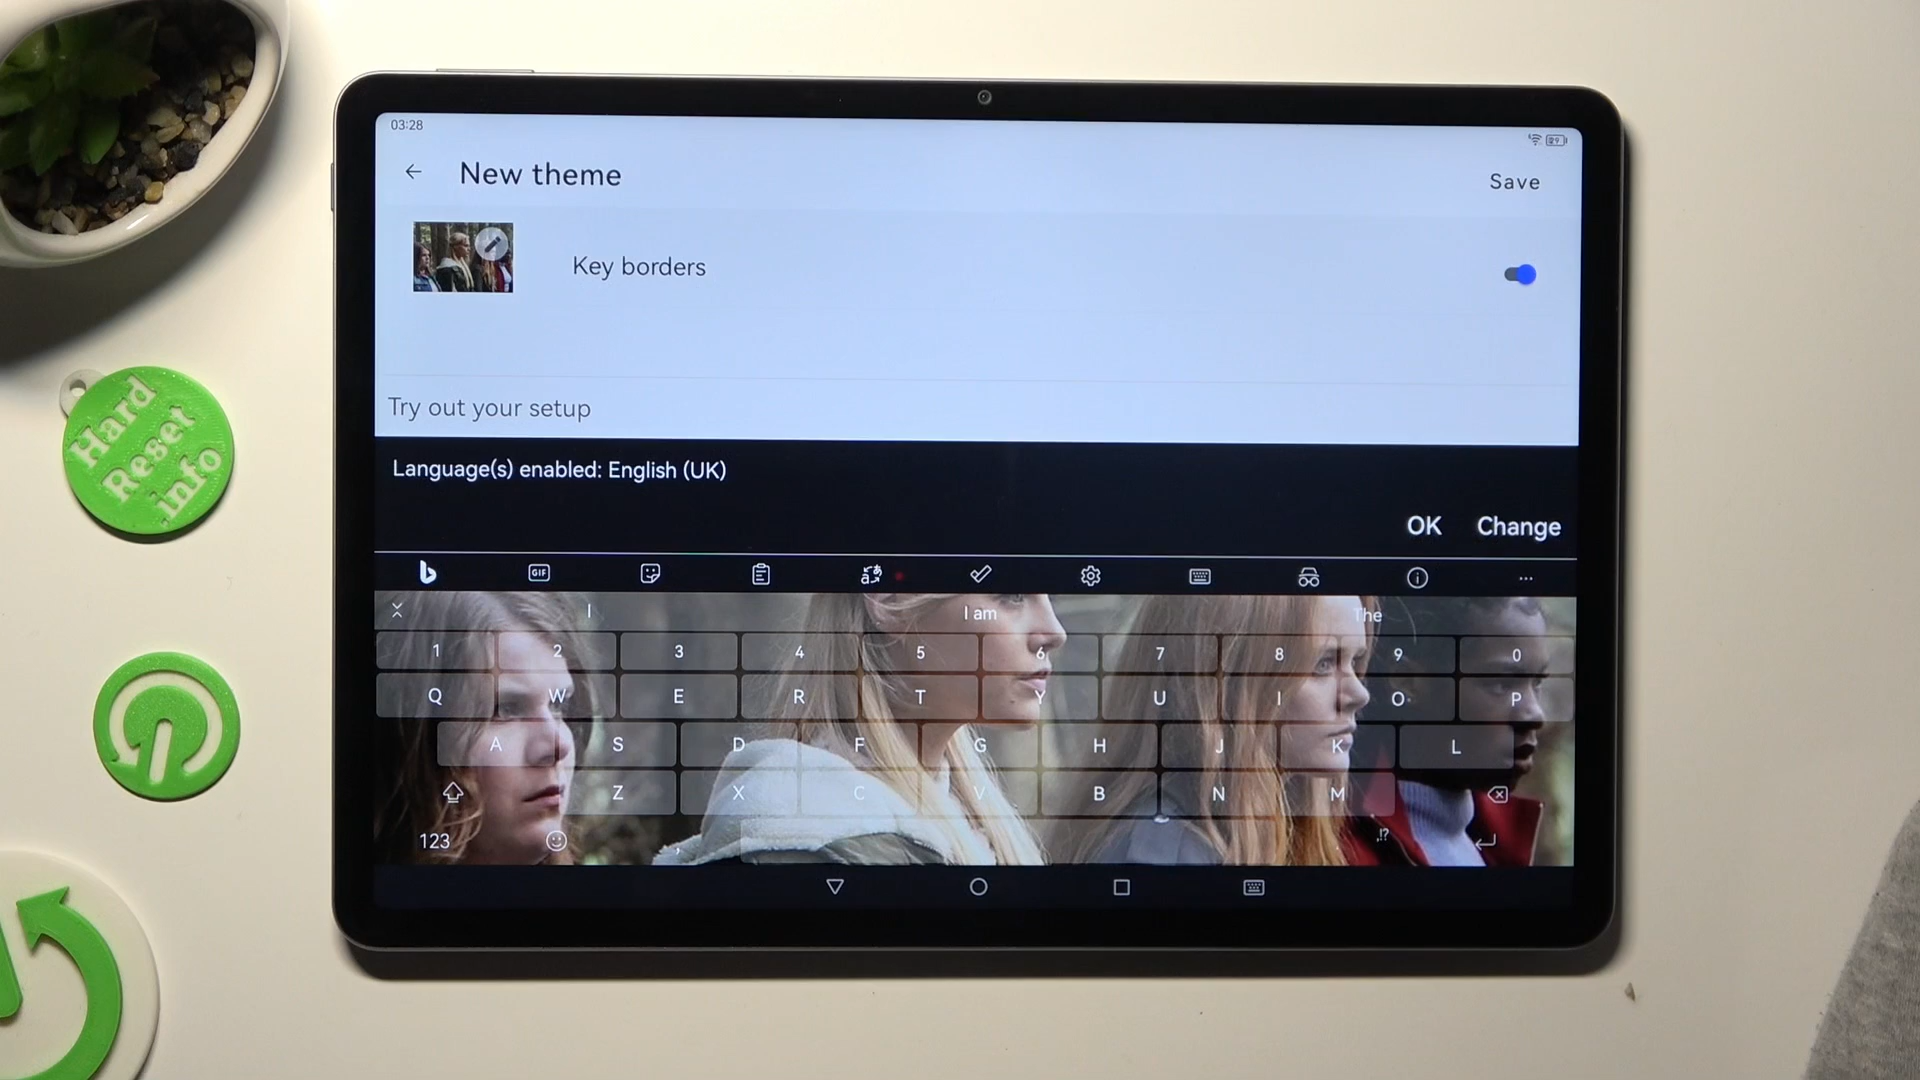 03:28
New theme
Save
Key borders
Try out your setup
Language(s) enabled: English (UK)
OK Change
GIF
I I am The
1 2 3 4 5 6 7 8 9 0
Q W E R T Y U I O P
A S D F G H J K L
Z X C V B N M
123 , . !?
Hard
Reset
.info